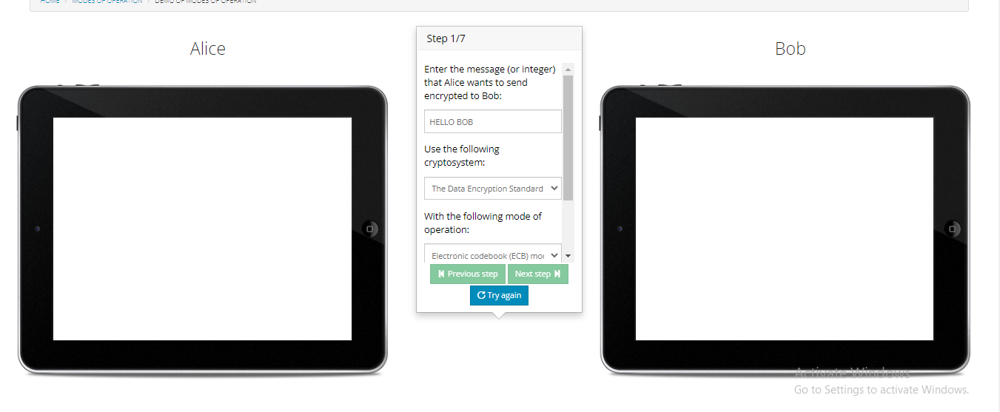 HOME / MODES OF OPERATION / DEMO OF MODES OF OPERATION
Alice
Step 1/7
Enter the message (or integer)
that Alice wants to send
encrypted to Bob:
HELLO BOB
Use the following
cryptosystem:
The Data Encryption Standard
With the following mode of
operation:
Electronic codebook (ECB) mo
Previous step
Next step
Try again
Bob
Activate Windows
Go to Settings to activate Windows.